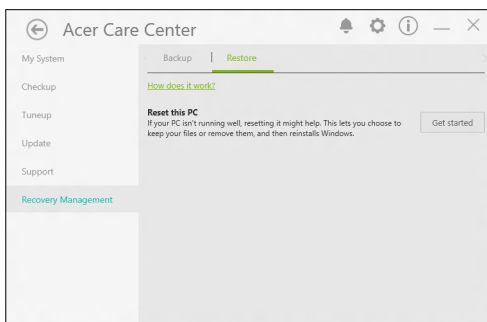 Acer Care Center
My System
Checkup
Tuneup
Update
Support
Recovery Management
Backup
Restore
How does it work?
Reset this PC
If your PC isn't running well, resetting it might help. This lets you choose to
keep your files or remove them, and then reinstalls Windows.
Get started